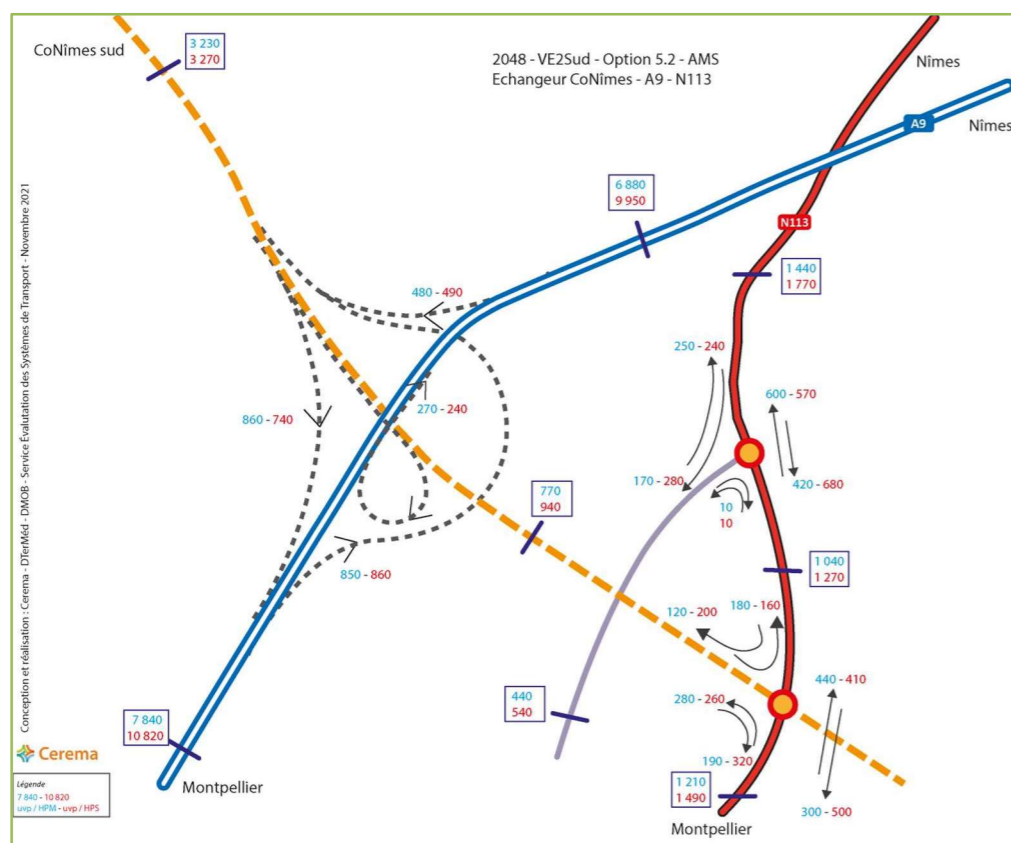 CoNîmes sud
3 230
3 270
2048 - VE2Sud - Option 5.2 - AMS
Echangeur CoNîmes - A9 - N113
Nîmes
A9
Nîmes
6 880
9 950
N113
1 440
1 770
480 - 490
250 - 240
270 - 240
600 - 570
860 - 740
170 - 280
420 - 680
10
10
770
940
850 - 860
1 040
1 270
120 - 200
180 - 160
440
540
280 - 260
440 - 410
190 - 320
7 840
10 820
Montpellier
1 210
1 490
300 - 500
Montpellier
Conception et réalisation : Cerema - DTerMéd - DMOB - Service Évaluation des Systèmes de Transport - Novembre 2021
Cerema
Légende
7 840 - 10 820
uvp / HPM - uvp / HPS